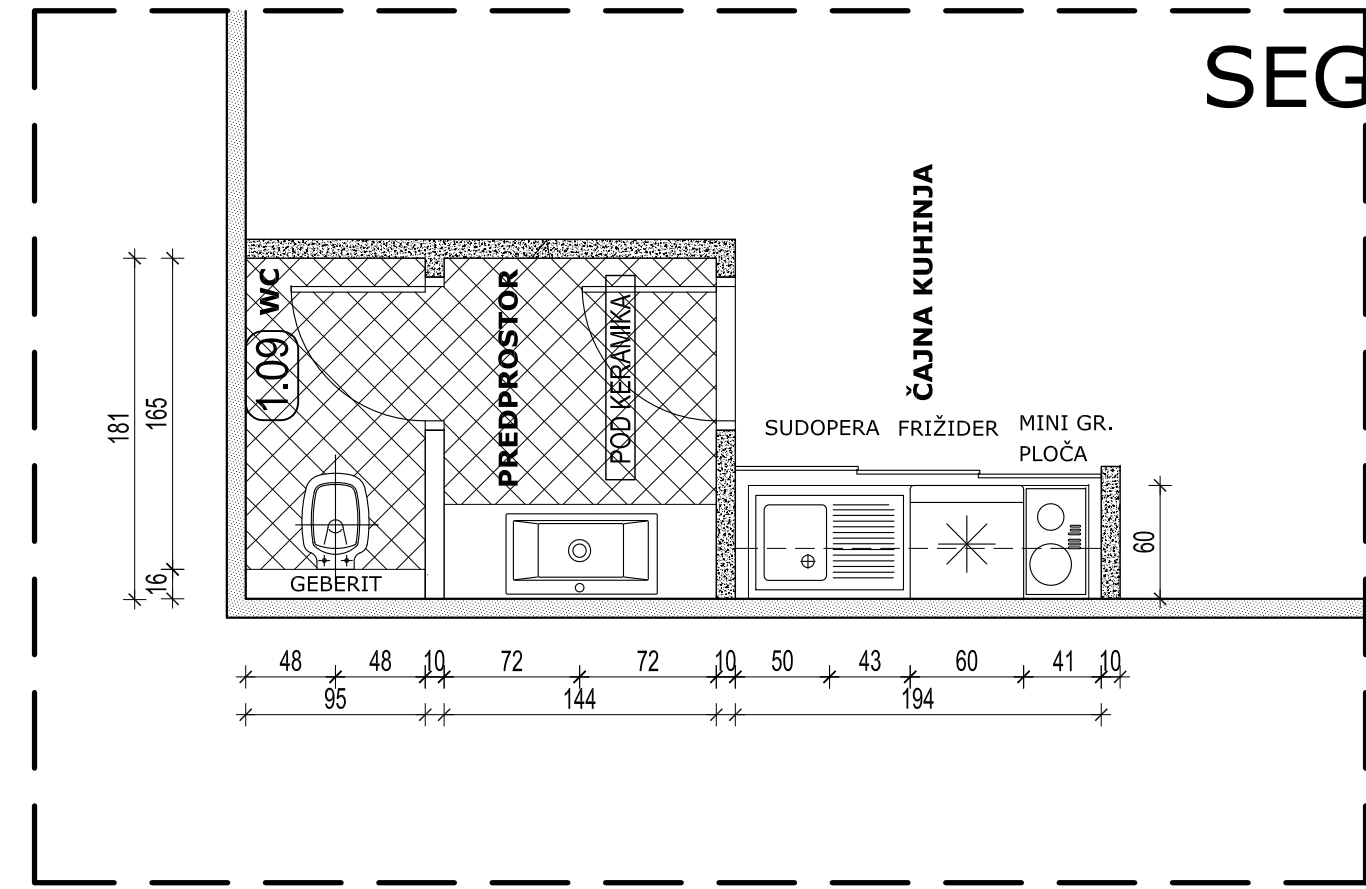 SEG
WC
1.09
PREDPROSTOR
POD KERAMIKA
ČAJNA KUHINJA
SUDOPERA
FRIŽIDER
MINI GR.
PLOČA
GEBERIT
181
165
16
60
48
48
10
72
72
10
50
43
60
41
10
95
144
194